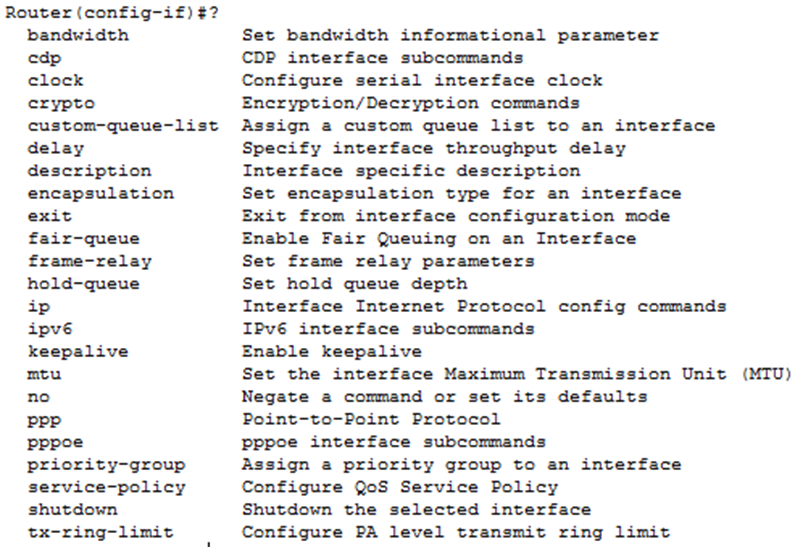 Router(config-if)#?
bandwidth Set bandwidth informational parameter
cdp CDP interface subcommands
clock Configure serial interface clock
crypto Encryption/Decryption commands
custom-queue-list Assign a custom queue list to an interface
delay Specify interface throughput delay
description Interface specific description
encapsulation Set encapsulation type for an interface
exit Exit from interface configuration mode
fair-queue Enable Fair Queuing on an Interface
frame-relay Set frame relay parameters
hold-queue Set hold queue depth
ip Interface Internet Protocol config commands
ipv6 IPv6 interface subcommands
keepalive Enable keepalive
mtu Set the interface Maximum Transmission Unit (MTU)
no Negate a command or set its defaults
ppp Point-to-Point Protocol
pppoe pppoe interface subcommands
priority-group Assign a priority group to an interface
service-policy Configure QoS Service Policy
shutdown Shutdown the selected interface
tx-ring-limit Configure PA level transmit ring limit